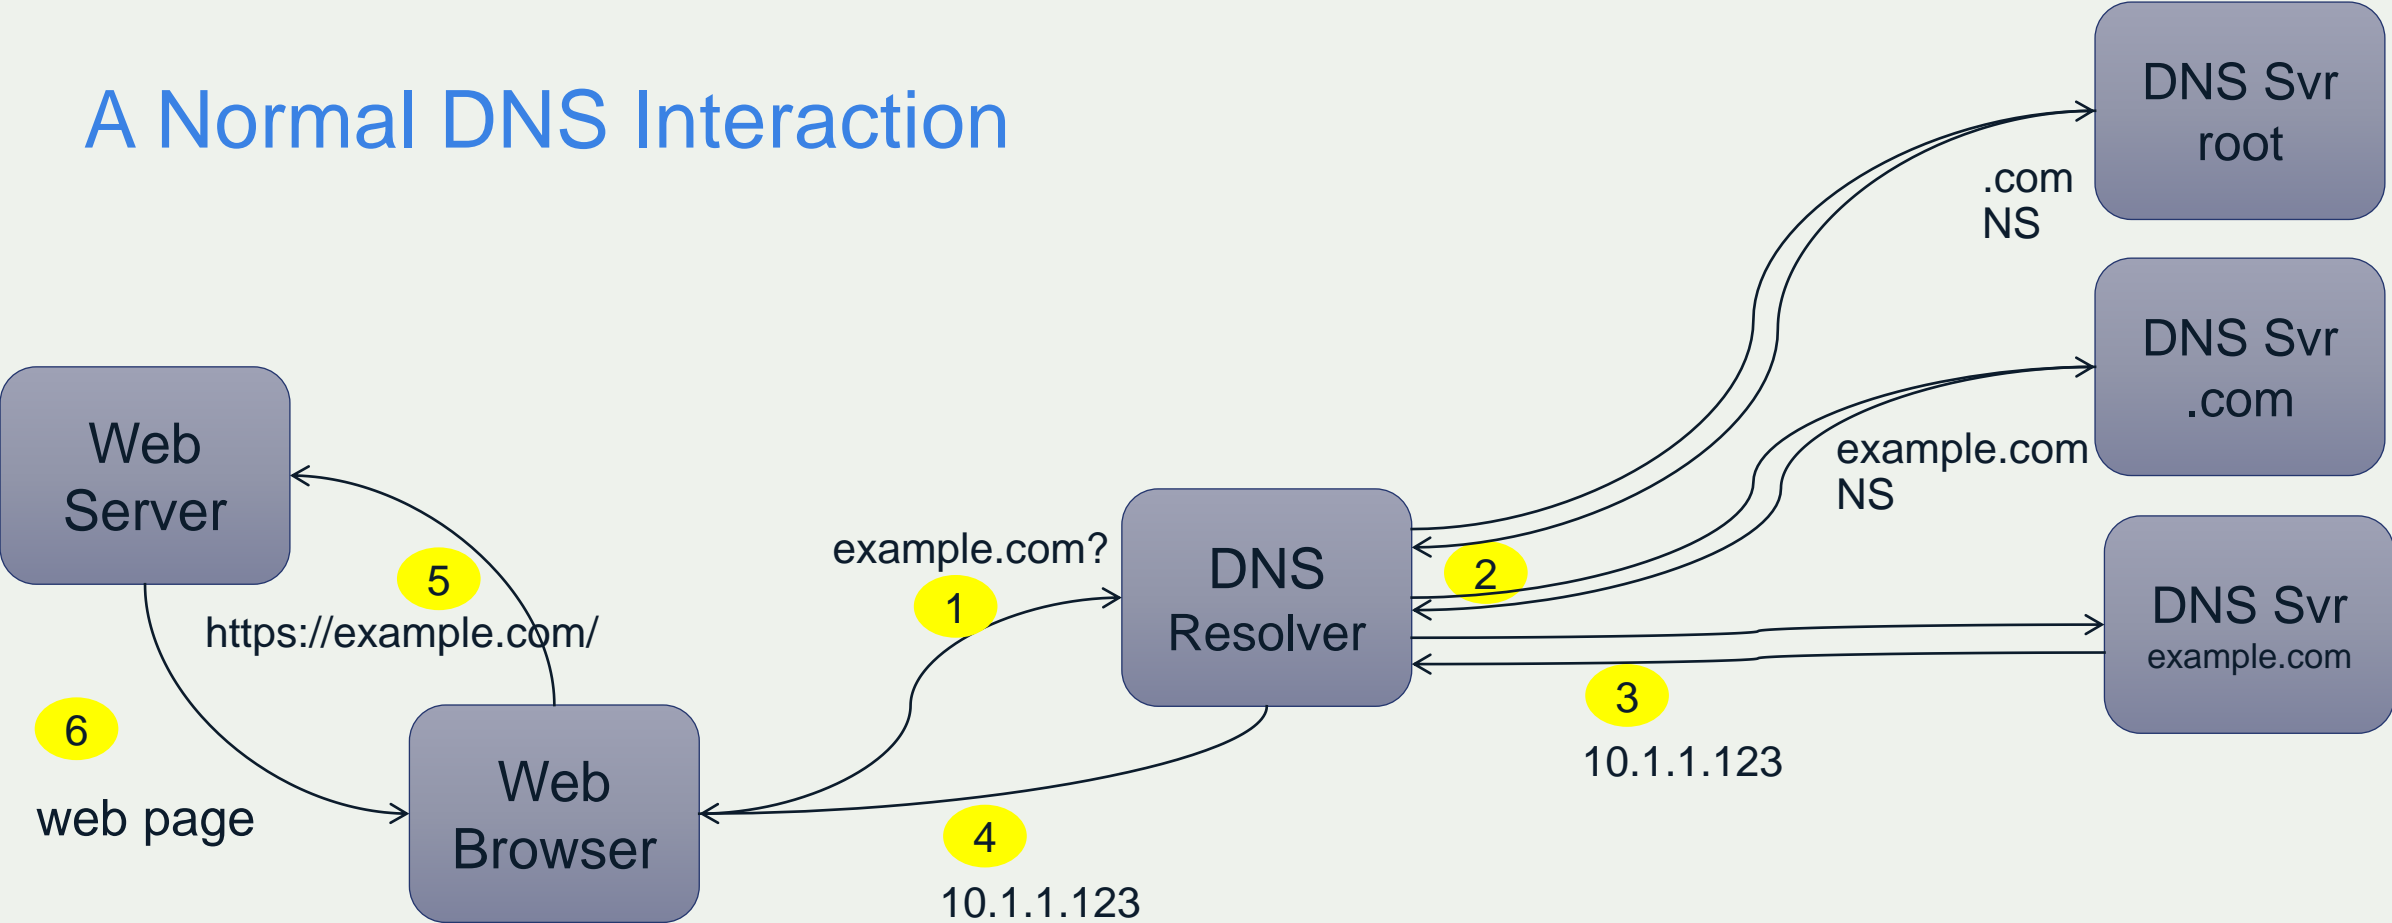 A Normal DNS Interaction
DNS Svr
root
.com
NS
DNS Svr
.com
example.com
NS
Web
Server
5
https://example.com/
example.com?
1
DNS
Resolver
2
DNS Svr
example.com
3
10.1.1.123
6
web page
Web
Browser
4
10.1.1.123